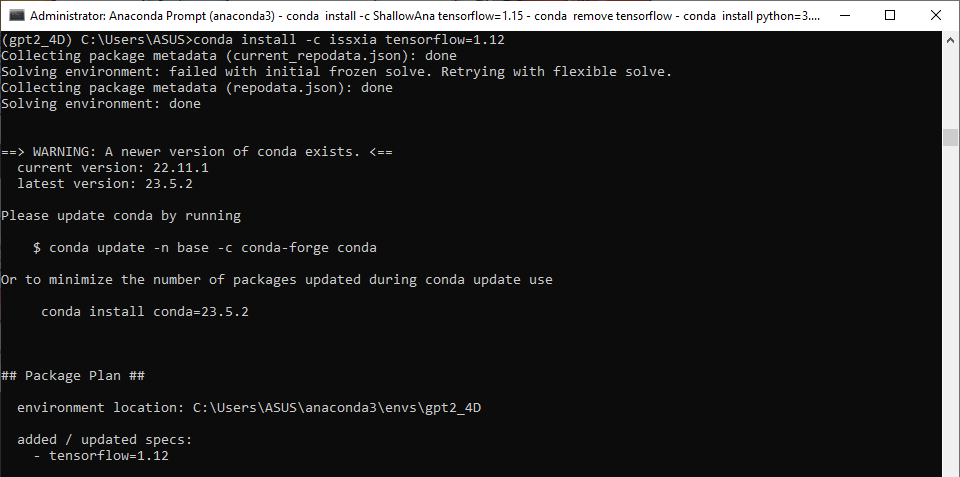 Administrator: Anaconda Prompt (anaconda3) - conda  install -c ShallowAna tensorflow=1.15 - conda  remove tensorflow - conda  install python=3....
(gpt2_4D) C:\Users\ASUS>conda install -c issxia tensorflow=1.12
Collecting package metadata (current_repodata.json): done
Solving environment: failed with initial frozen solve. Retrying with flexible solve.
Collecting package metadata (repodata.json): done
Solving environment: done
==> WARNING: A newer version of conda exists. <==
  current version: 22.11.1
  latest version: 23.5.2
Please update conda by running
    $ conda update -n base -c conda-forge conda
Or to minimize the number of packages updated during conda update use
     conda install conda=23.5.2
## Package Plan ##
  environment location: C:\Users\ASUS\anaconda3\envs\gpt2_4D
  added / updated specs:
    - tensorflow=1.12